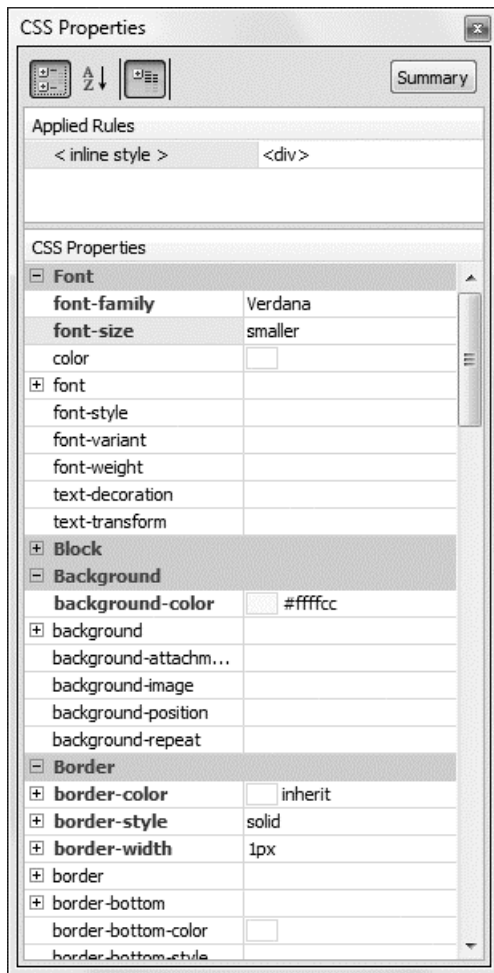 CSS Properties
Summary
Applied Rules
< inline style > <div>
CSS Properties
Font
font-family Verdana
font-size smaller
color
font
font-style
font-variant
font-weight
text-decoration
text-transform
Block
Background
background-color #ffffcc
background
background-attachm...
background-image
background-position
background-repeat
Border
border-color inherit
border-style solid
border-width 1px
border
border-bottom
border-bottom-color
border-bottom-style